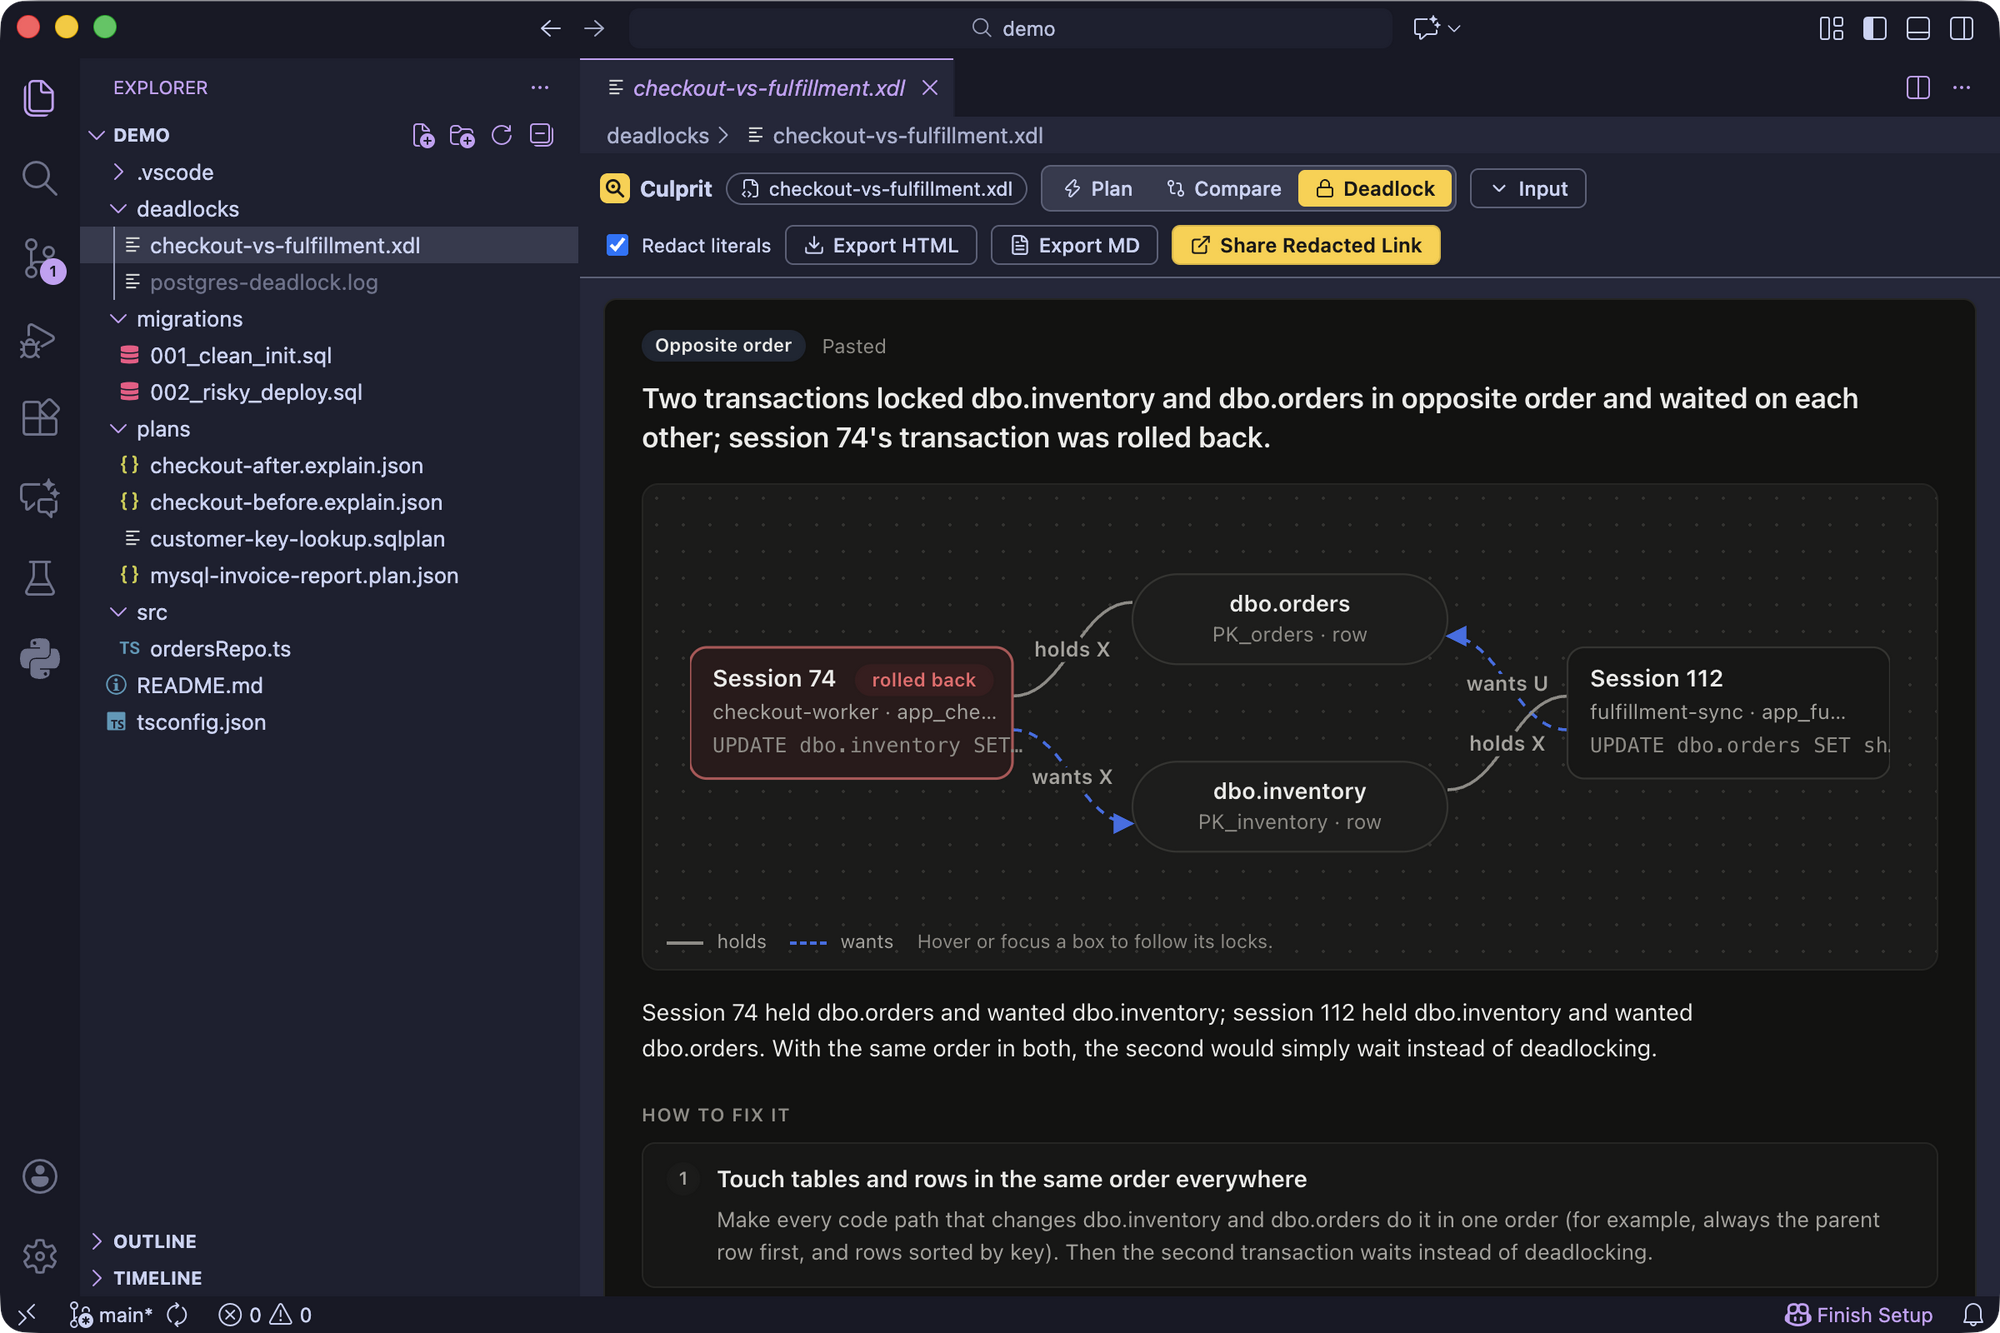 demo
EXPLORER
DEMO
.vscode
deadlocks
checkout-vs-fulfillment.xdl
postgres-deadlock.log
migrations
001_clean_init.sql
002_risky_deploy.sql
plans
checkout-after.explain.json
checkout-before.explain.json
customer-key-lookup.sqlplan
mysql-invoice-report.plan.json
src
TS ordersRepo.ts
README.md
TS tsconfig.json
1
OUTLINE
TIMELINE
checkout-vs-fulfillment.xdl
deadlocks > checkout-vs-fulfillment.xdl
Culprit checkout-vs-fulfillment.xdl Plan Compare Deadlock Input
Redact literals Export HTML Export MD Share Redacted Link
Opposite order Pasted
Two transactions locked dbo.inventory and dbo.orders in opposite order and waited on each
other; session 74's transaction was rolled back.
dbo.orders
PK_orders · row
holds X
Session 74 rolled back
checkout-worker · app_che...
UPDATE dbo.inventory SET…
wants X
wants U
holds X
Session 112
fulfillment-sync · app_fu...
UPDATE dbo.orders SET sh
dbo.inventory
PK_inventory · row
holds wants Hover or focus a box to follow its locks.
Session 74 held dbo.orders and wanted dbo.inventory; session 112 held dbo.inventory and wanted
dbo.orders. With the same order in both, the second would simply wait instead of deadlocking.
HOW TO FIX IT
1 Touch tables and rows in the same order everywhere
Make every code path that changes dbo.inventory and dbo.orders do it in one order (for example, always the parent
row first, and rows sorted by key). Then the second transaction waits instead of deadlocking.
main* 0 0
Finish Setup